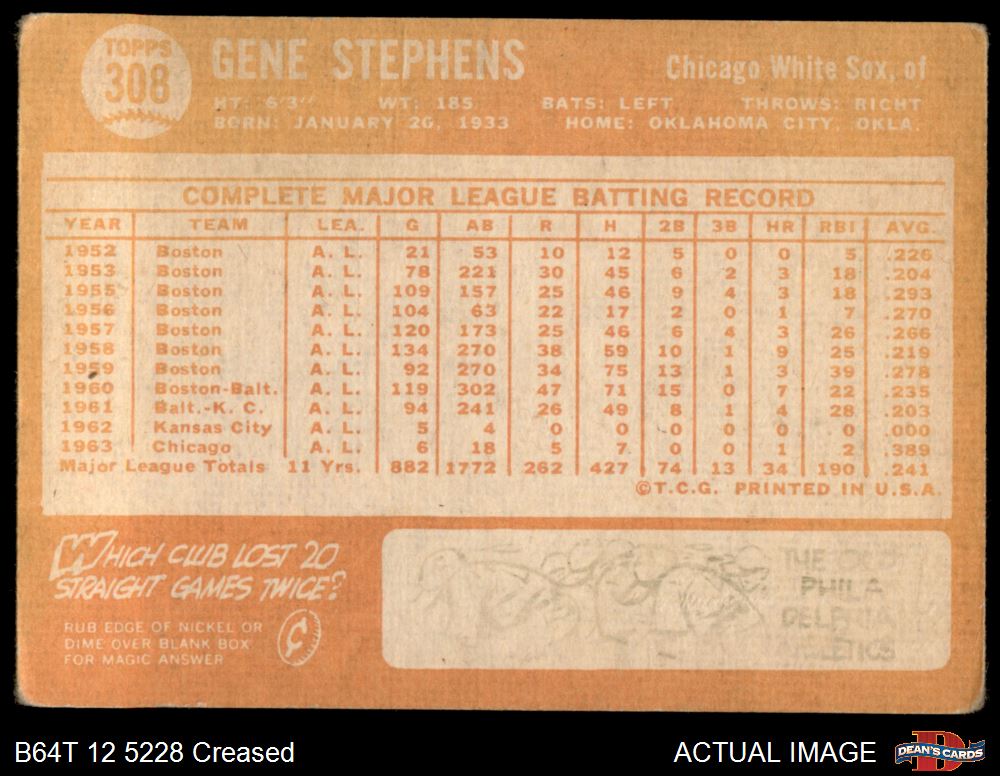 TOPPS
308
GENE STEPHENS
Chicago White Sox, of
HT: 6'3" WT: 185 BATS: LEFT THROWS: RIGHT
BORN: JANUARY 20, 1933 HOME: OKLAHOMA CITY, OKLA.
COMPLETE MAJOR LEAGUE BATTING RECORD
YEAR TEAM LEA. G AB R H 2B 3B HR RBI AVG.
1952 Boston A. L. 21 53 10 12 5 0 0 5 .226
1953 Boston A. L. 78 221 30 45 6 2 3 18 .204
1955 Boston A. L. 109 157 25 46 9 4 3 18 .293
1956 Boston A. L. 104 63 22 17 2 0 1 7 .270
1957 Boston A. L. 120 173 25 46 6 4 3 26 .266
1958 Boston A. L. 134 270 38 59 10 1 9 25 .219
1959 Boston A. L. 92 270 34 75 13 1 3 39 .278
1960 Boston-Balt. A. L. 119 302 47 71 15 0 7 22 .235
1961 Balt.-K. C. A. L. 94 241 26 49 8 1 4 28 .203
1962 Kansas City A. L. 5 4 0 0 0 0 0 0 .000
1963 Chicago A. L. 6 18 5 7 0 0 1 2 .389
Major League Totals 11 Yrs. 882 1772 262 427 74 13 34 190 .241
©T.C.G. PRINTED IN U.S.A.
WHICH CLUB LOST 20
STRAIGHT GAMES TWICE?
RUB EDGE OF NICKEL OR
DIME OVER BLANK BOX
FOR MAGIC ANSWER
¢
THE
PHILA
DELPHIA
B64T 12 5228 Creased
ACTUAL IMAGE
DEAN'S CARDS